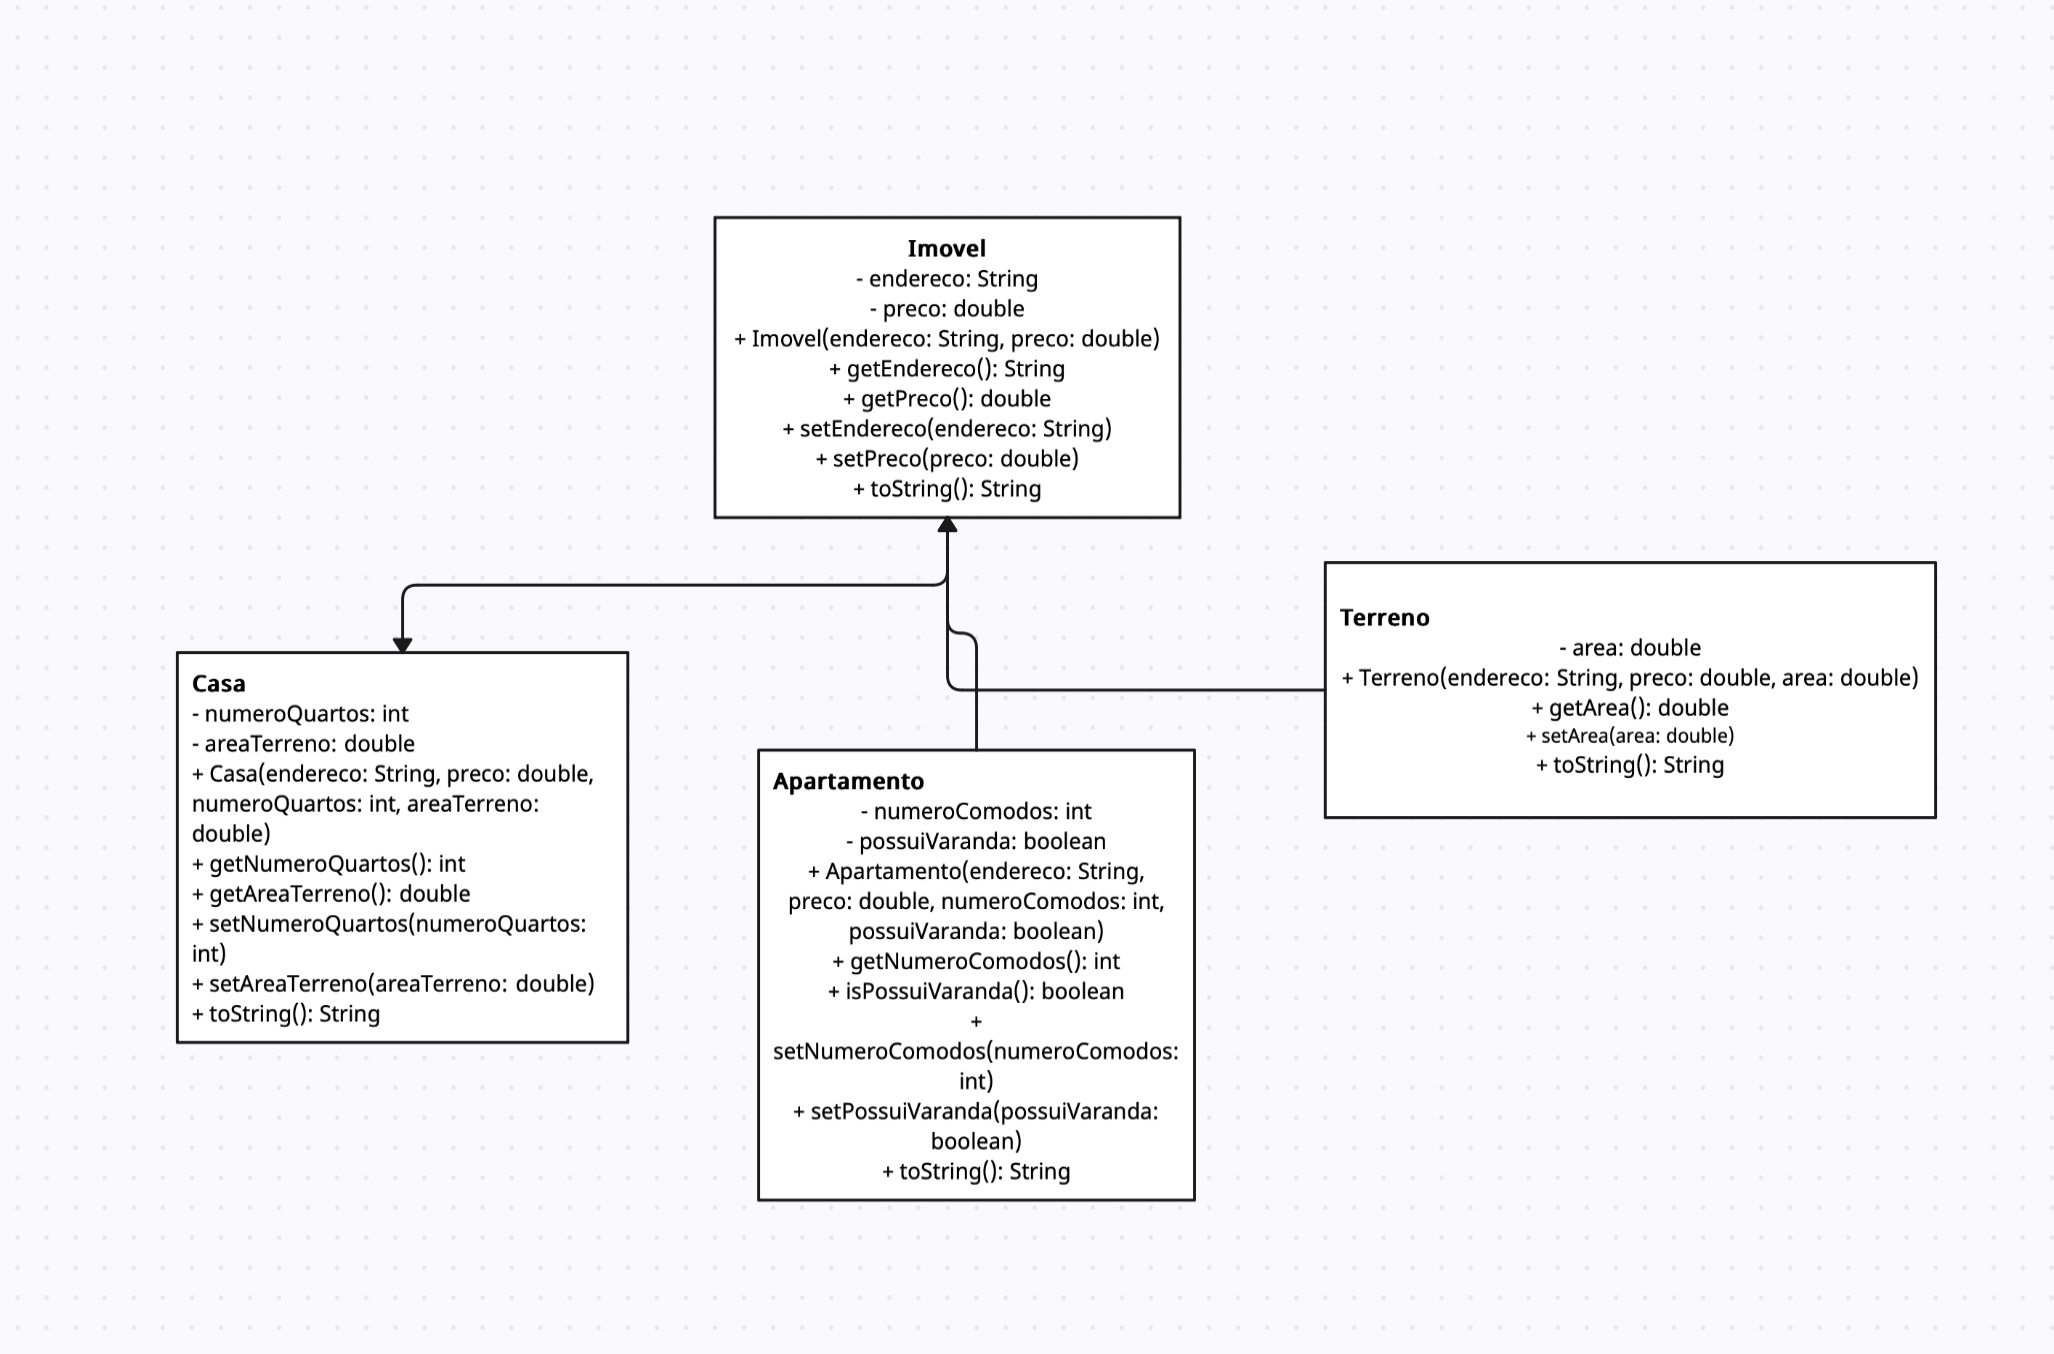 Imovel
- endereco: String
- preco: double
+ Imovel(endereco: String, preco: double)
+ getEndereco(): String
+ getPreco(): double
+ setEndereco(endereco: String)
+ setPreco(preco: double)
+ toString(): String
Casa
- numeroQuartos: int
- areaTerreno: double
+ Casa(endereco: String, preco: double,
numeroQuartos: int, areaTerreno:
double)
+ getNumeroQuartos(): int
+ getAreaTerreno(): double
+ setNumeroQuartos(numeroQuartos:
int)
+ setAreaTerreno(areaTerreno: double)
+ toString(): String
Apartamento
- numeroComodos: int
- possuiVaranda: boolean
+ Apartamento(endereco: String,
preco: double, numeroComodos: int,
possuiVaranda: boolean)
+ getNumeroComodos(): int
+ isPossuiVaranda(): boolean
+
setNumeroComodos(numeroComodos:
int)
+ setPossuiVaranda(possuiVaranda:
boolean)
+ toString(): String
Terreno
- area: double
+ Terreno(endereco: String, preco: double, area: double)
+ getArea(): double
+ setArea(area: double)
+ toString(): String